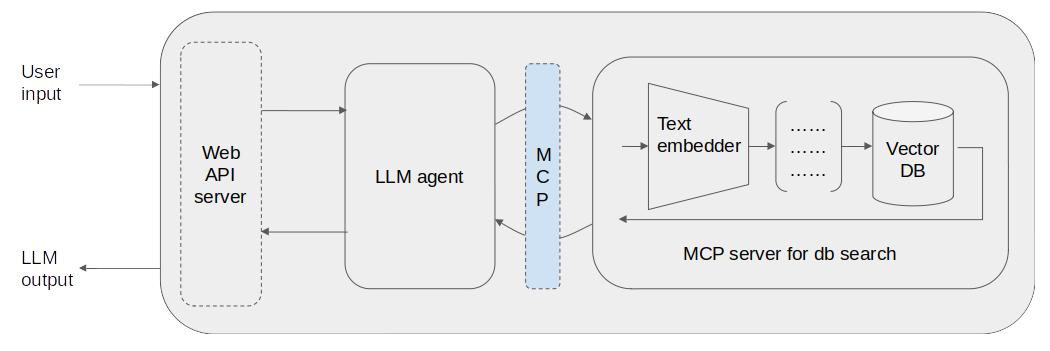 User
input
Web
API
server
LLM
output
LLM agent
M
C
P
Text
embedder
......
......
......
Vector
DB
MCP server for db search